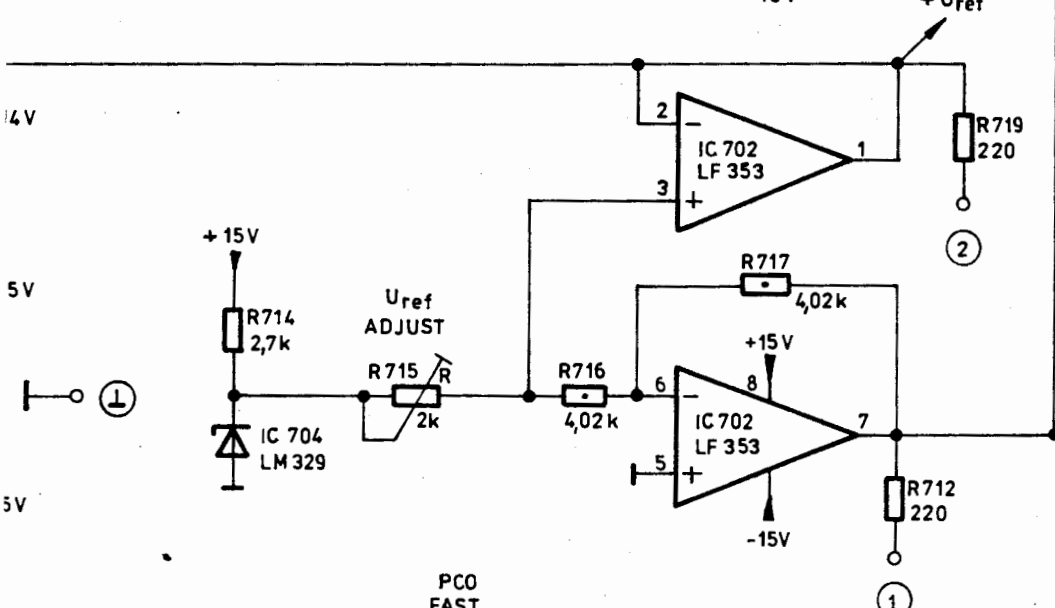 + Uref
14V
2
−
IC 702
LF 353
1
3
+
R719
220
2
+ 15V
R717
4,02k
5V
Uref
ADJUST
R714
2,7k
+15V
R715
R
R716
6
−
8
2k
4,02k
IC 702
LF 353
7
⊥
IC 704
LM 329
5
+
R712
220
5V
-15V
PCO
FAST
1